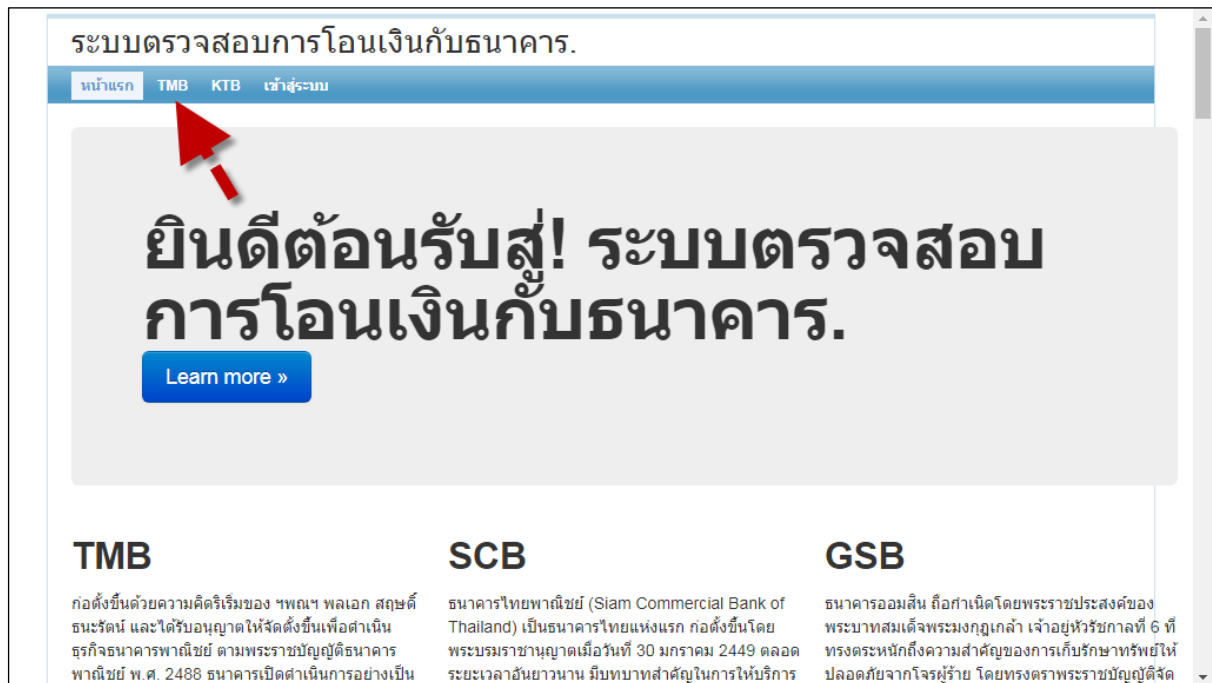 ระบบตรวจสอบการโอนเงินกับธนาคาร.
หน้าแรก TMB KTB เข้าสู่ระบบ
ยินดีต้อนรับสู่! ระบบตรวจสอบ
การโอนเงินกับธนาคาร.
Learn more »
TMB
ก่อตั้งขึ้นด้วยความคิดริเริ่มของ ฯพณฯ พลเอก สฤษดิ์
ธนะรัตน์ และได้รับอนุญาตให้จัดตั้งขึ้นเพื่อดำเนิน
ธุรกิจธนาคารพาณิชย์ ตามพระราชบัญญัติธนาคาร
พาณิชย์ พ.ศ. 2488 ธนาคารเปิดดำเนินการอย่างเป็น
SCB
ธนาคารไทยพาณิชย์ (Siam Commercial Bank of
Thailand) เป็นธนาคารไทยแห่งแรก ก่อตั้งขึ้นโดย
พระบรมราชานุญาตเมื่อวันที่ 30 มกราคม 2449 ตลอด
ระยะเวลาอันยาวนาน มีบทบาทสำคัญในการให้บริการ
GSB
ธนาคารออมสิน ถือกำเนิดโดยพระราชประสงค์ของ
พระบาทสมเด็จพระมงกุฎเกล้า เจ้าอยู่หัวรัชกาลที่ 6 ที่
ทรงตระหนักถึงความสำคัญของการเก็บรักษาทรัพย์ให้
ปลอดภัยจากโจรผู้ร้าย โดยทรงตราพระราชบัญญัติจัด